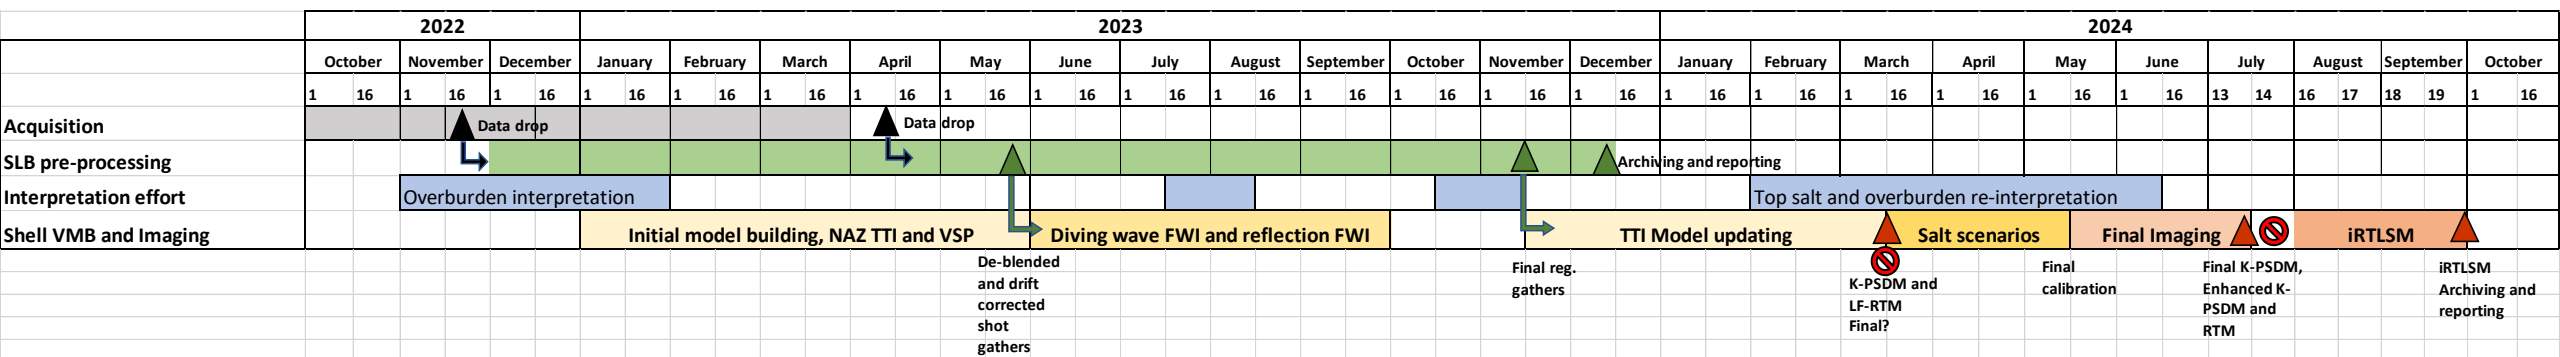 2022 2023 2024
October November December January February March April May June July August September October November December January February March April May June July August September October
1 16 1 16 1 16 1 16 1 16 1 16 1 16 1 16 1 16 1 16 1 16 1 16 1 16 1 16 1 16 1 16 1 16 1 16 1 16 1 16 1 16 13 14 16 17 18 19 1 16
Acquisition Data drop Data drop
SLB pre-processing Archiving and reporting
Interpretation effort Overburden interpretation Top salt and overburden re-interpretation
Shell VMB and Imaging Initial model building, NAZ TTI and VSP Diving wave FWI and reflection FWI TTI Model updating Salt scenarios Final Imaging iRTLSM
De-blended
and drift
corrected
shot
gathers
Final reg.
gathers
K-PSDM and
LF-RTM
Final?
Final
calibration
Final K-PSDM,
Enhanced K-
PSDM and
RTM
iRTLSM
Archiving and
reporting